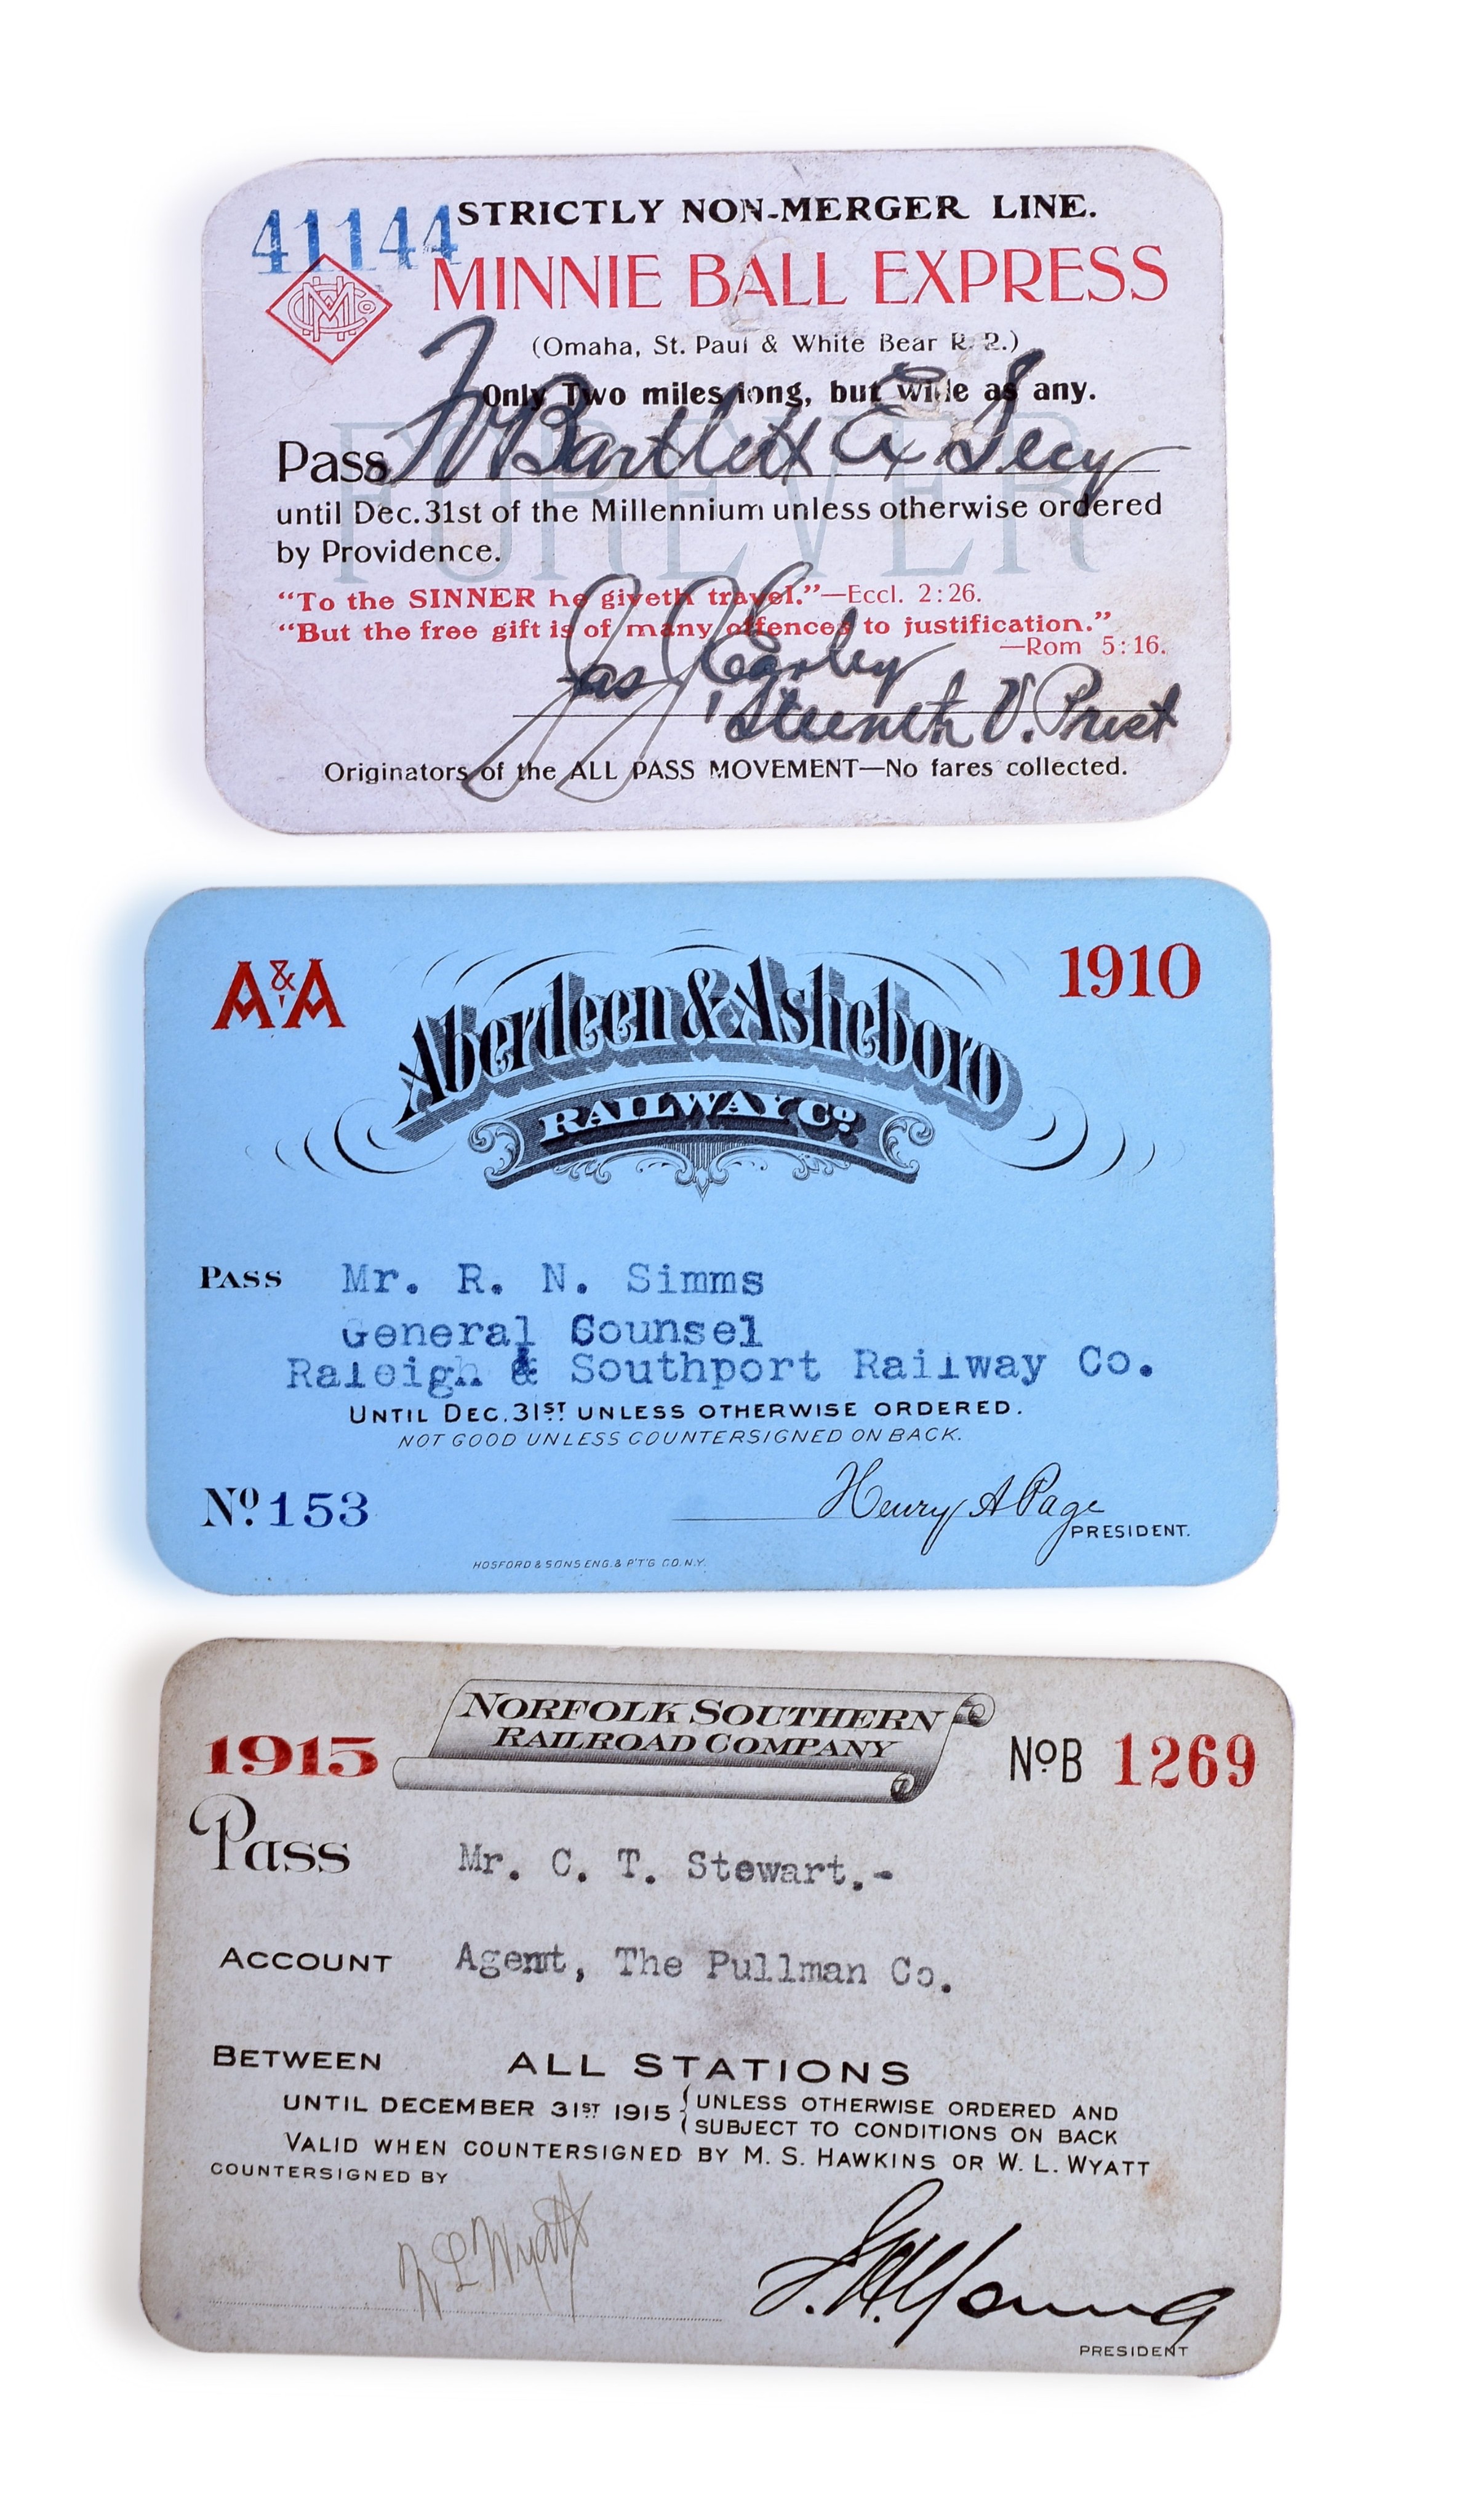 41144
STRICTLY NON-MERGER LINE.
MINNIE BALL EXPRESS
(Omaha, St. Paul & White Bear R. R.)
Only Two miles long, but wide as any.
FOREVER
Pass Bartlett & Secy
until Dec. 31st of the Millennium unless otherwise ordered
by Providence.
“To the SINNER he giveth travel.”—Eccl. 2:26.
“But the free gift is of many offences to justification.”
—Rom 5:16.
Jas
'Steenth V. Prest
Originators of the ALL PASS MOVEMENT—No fares collected.
A&A
1910
Aberdeen & Asheboro
RAILWAY Co.
PASS Mr. R. N. Simms
General Counsel
Raleigh & Southport Railway Co.
UNTIL DEC. 31ST UNLESS OTHERWISE ORDERED.
NOT GOOD UNLESS COUNTERSIGNED ON BACK.
No. 153
Henry A Page
PRESIDENT.
HOSFORD & SONS ENG. & P'T'G. CO. N.Y.
NORFOLK SOUTHERN
RAILROAD COMPANY
1915
No B 1269
Pass Mr. C. T. Stewart.-
ACCOUNT Agent, The Pullman Co.
BETWEEN ALL STATIONS
UNTIL DECEMBER 31ST 1915 { UNLESS OTHERWISE ORDERED AND
SUBJECT TO CONDITIONS ON BACK
VALID WHEN COUNTERSIGNED BY M. S. HAWKINS OR W. L. WYATT
COUNTERSIGNED BY
W L Wyatt
J. H. Young
PRESIDENT